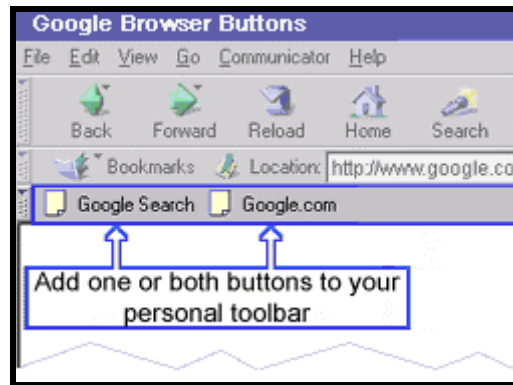 Google Browser Buttons
File Edit View Go Communicator Help
Back Forward Reload Home Search
Bookmarks Location: http://www.google.co
Google Search Google.com
Add one or both buttons to your
personal toolbar